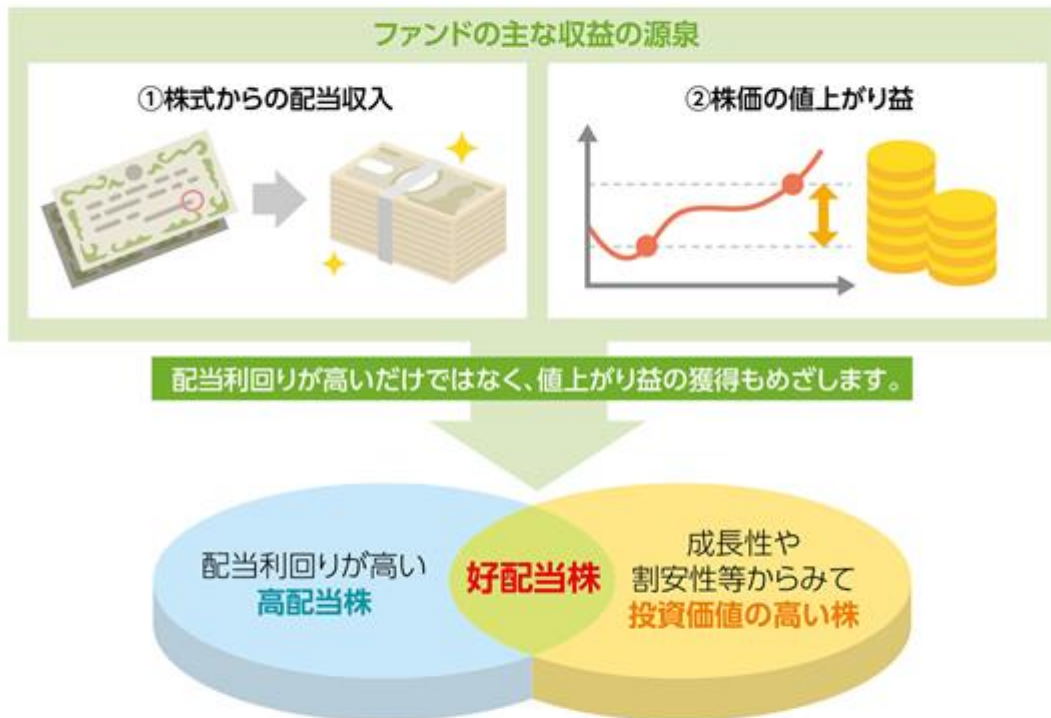 ファンドの主な収益の源泉
①株式からの配当収入
②株価の値上がり益
配当利回りが高いだけではなく、値上がり益の獲得もめざします。
配当利回りが高い
高配当株
好配当株
成長性や
割安性等からみて
投資価値の高い株